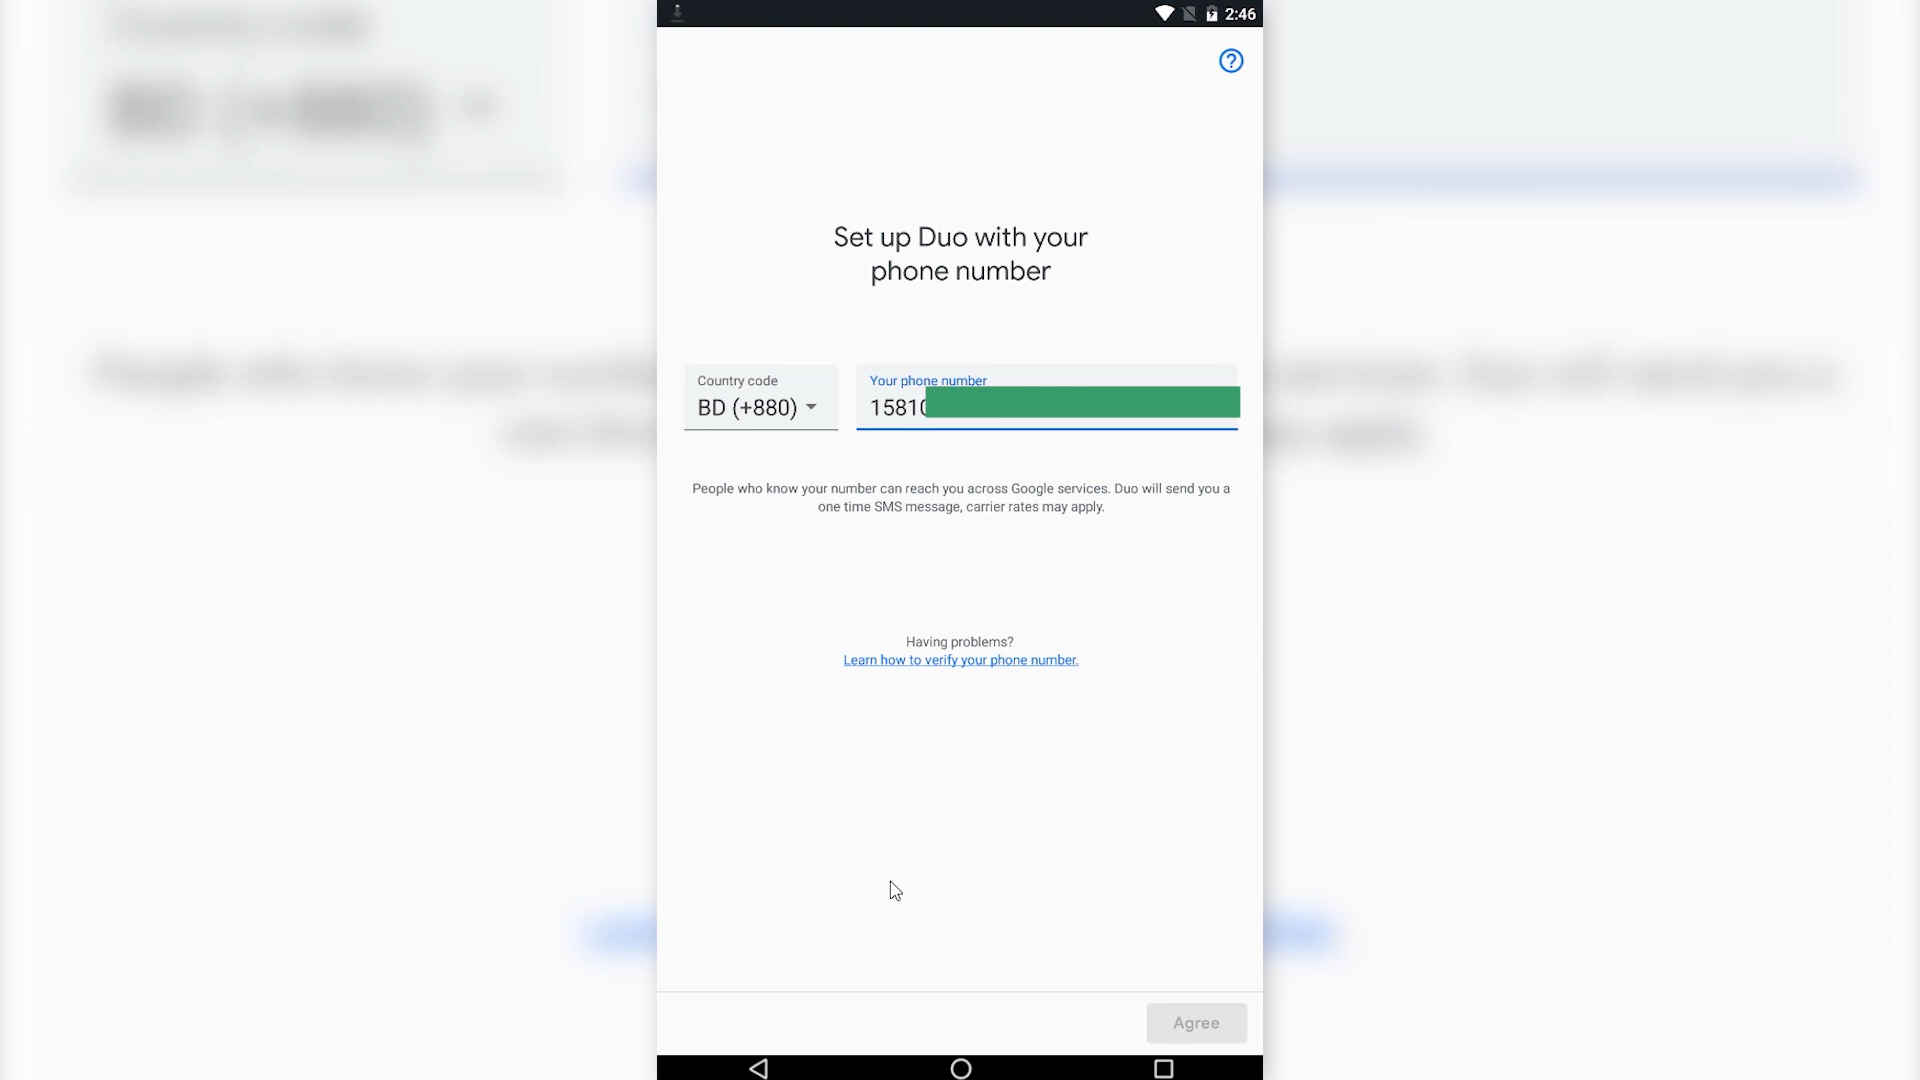 2:46
Set up Duo with your
phone number
Country code
BD (+880)
Your phone number
15810
People who know your number can reach you across Google services. Duo will send you a
one time SMS message, carrier rates may apply.
Having problems?
Learn how to verify your phone number.
Agree